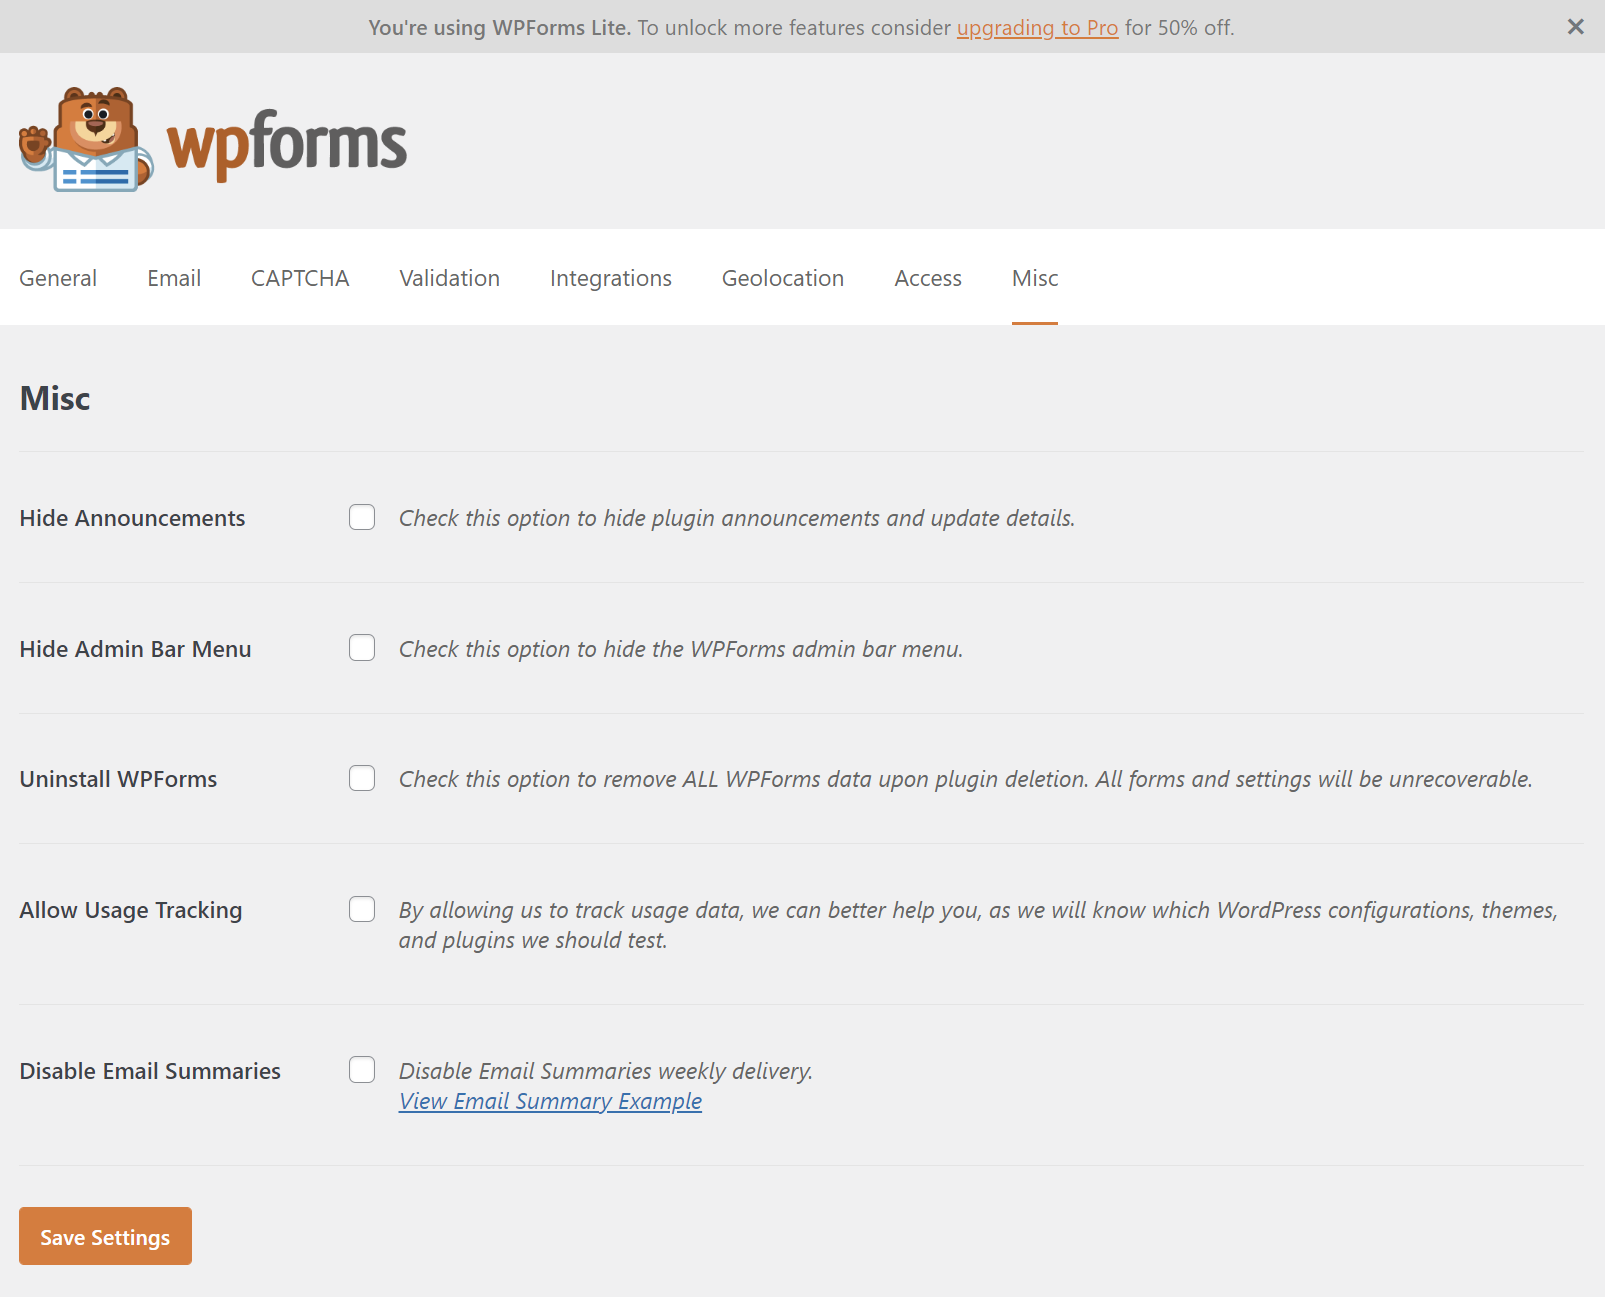 You're using WPForms Lite. To unlock more features consider upgrading to Pro for 50% off.
wpforms
General Email CAPTCHA Validation Integrations Geolocation Access Misc
Misc
Hide Announcements Check this option to hide plugin announcements and update details.
Hide Admin Bar Menu Check this option to hide the WPForms admin bar menu.
Uninstall WPForms Check this option to remove ALL WPForms data upon plugin deletion. All forms and settings will be unrecoverable.
Allow Usage Tracking By allowing us to track usage data, we can better help you, as we will know which WordPress configurations, themes,
and plugins we should test.
Disable Email Summaries Disable Email Summaries weekly delivery.
View Email Summary Example
Save Settings